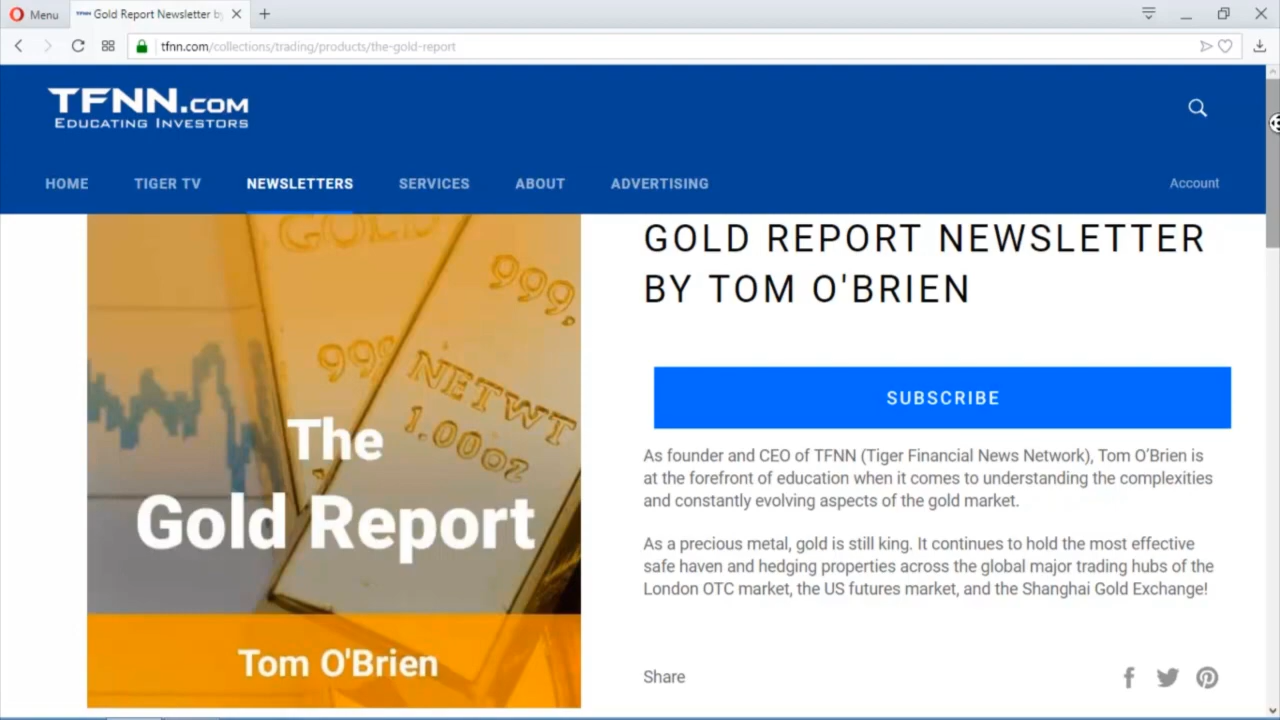 Menu
TFNN Gold Report Newsletter by
tfnn.com/collections/trading/products/the-gold-report
TFNN.COM
EDUCATING INVESTORS
HOME TIGER TV NEWSLETTERS SERVICES ABOUT ADVERTISING Account
GOLD
999,
999
NETWT
1.00OZ
The
Gold Report
Tom O'Brien
GOLD REPORT NEWSLETTER
BY TOM O'BRIEN
SUBSCRIBE
As founder and CEO of TFNN (Tiger Financial News Network), Tom O'Brien is
at the forefront of education when it comes to understanding the complexities
and constantly evolving aspects of the gold market.
As a precious metal, gold is still king. It continues to hold the most effective
safe haven and hedging properties across the global major trading hubs of the
London OTC market, the US futures market, and the Shanghai Gold Exchange!
Share